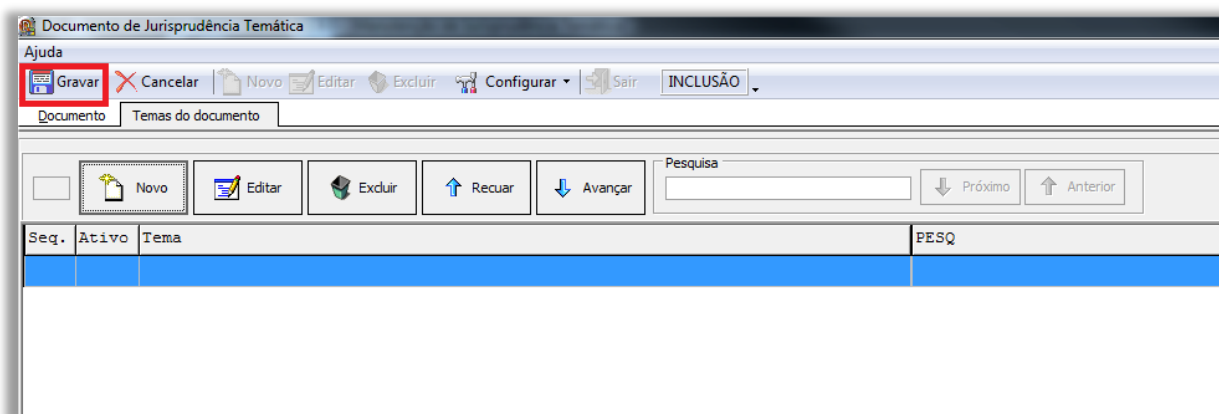 Documento de Jurisprudência Temática
Ajuda
Gravar Cancelar Novo Editar Excluir Configurar Sair INCLUSÃO
Documento Temas do documento
Pesquisa
Novo Editar Excluir Recuar Avançar Próximo Anterior
Seq. Ativo Tema PESQ